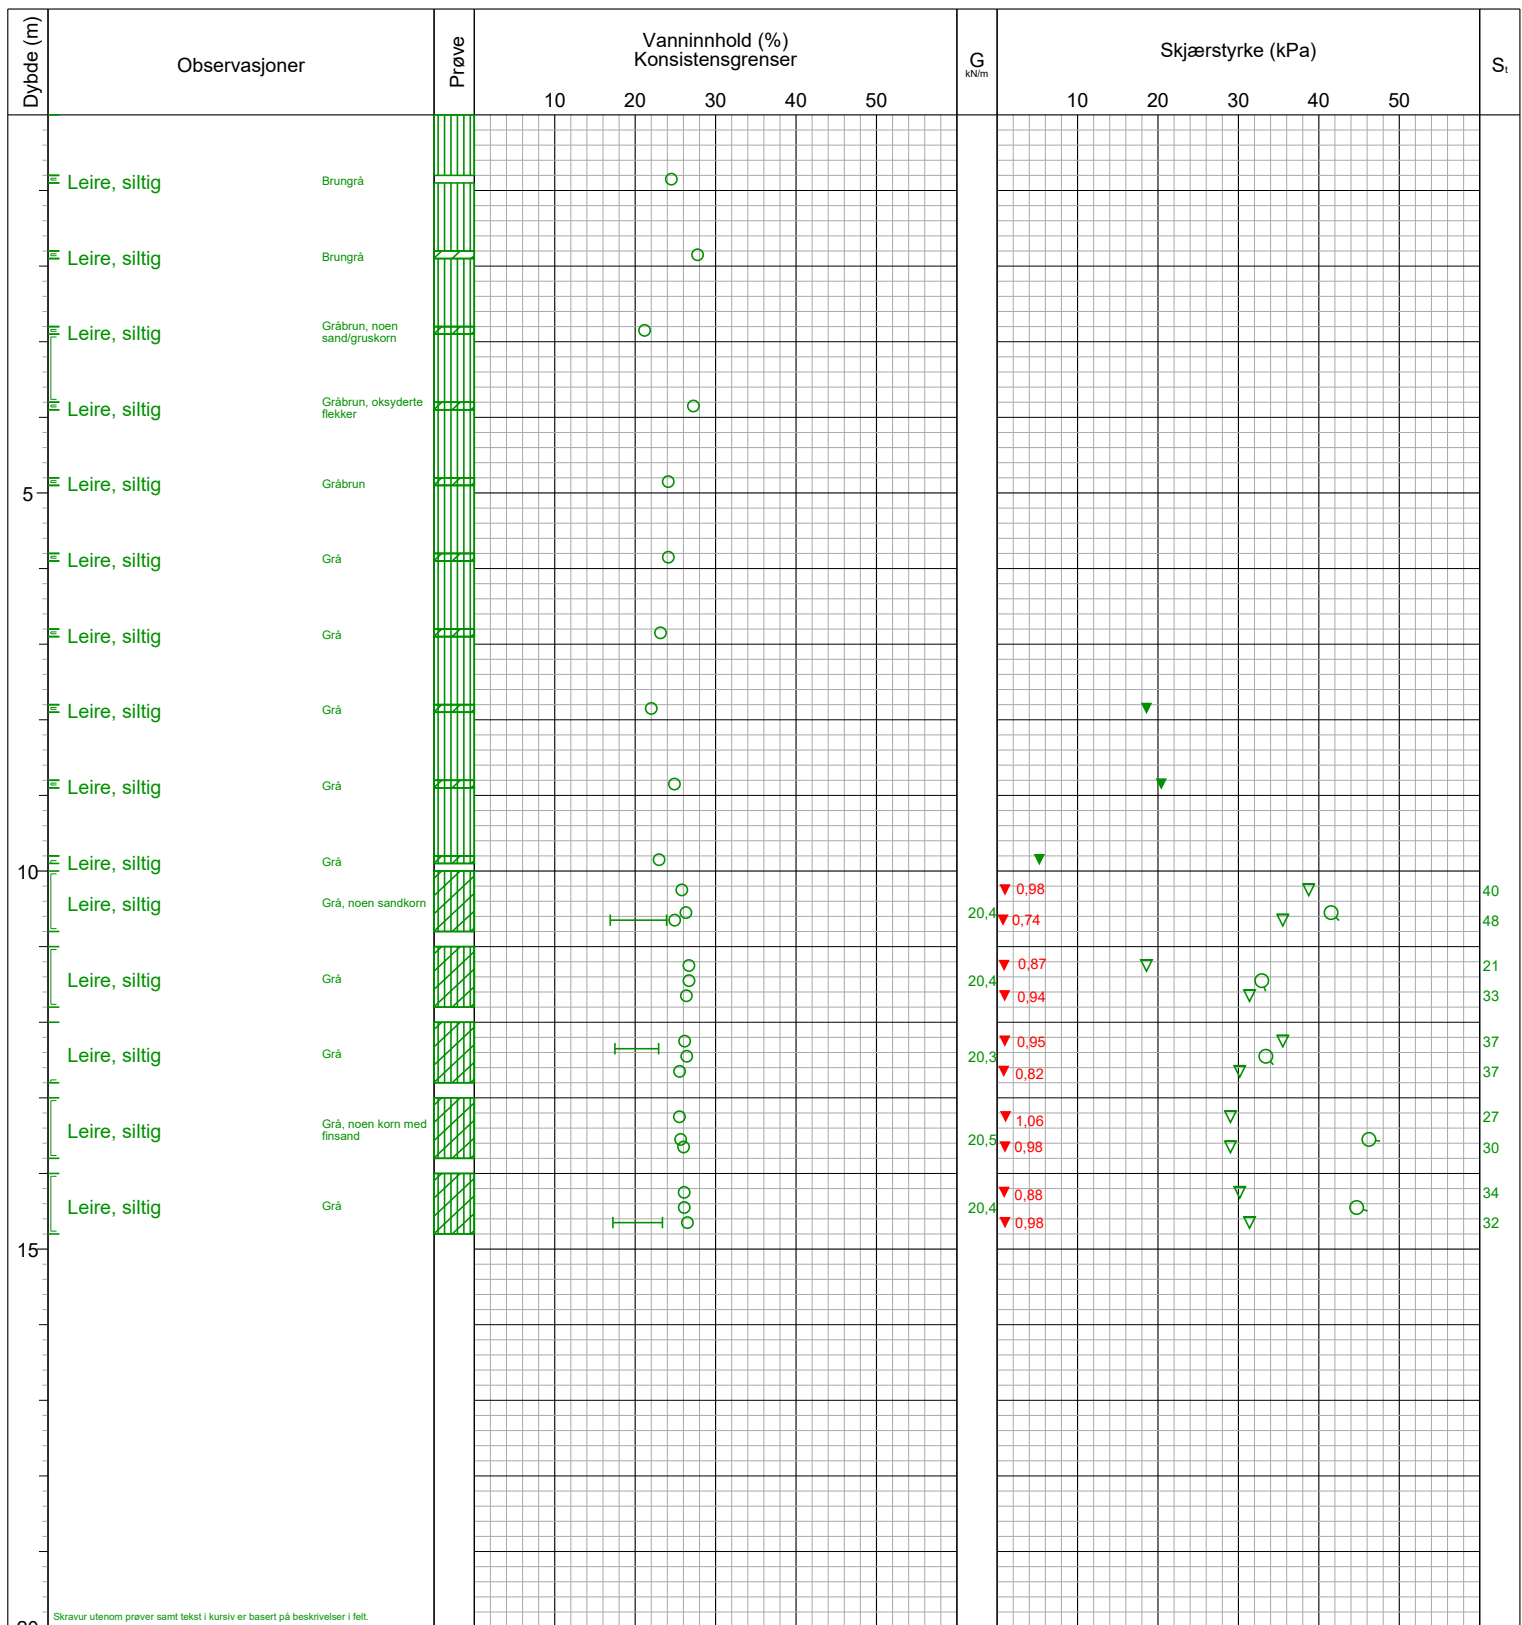 Dybde (m)
Observasjoner
Prøve
Vanninnhold (%)
Konsistensgrenser
10 20 30 40 50
G
kN/m
Skjærstyrke (kPa)
10 20 30 40 50
St
Leire, siltig Brungrå
Leire, siltig Brungrå
Leire, siltig Gråbrun, noen
sand/gruskorn
Leire, siltig Gråbrun, oksyderte
flekker
Leire, siltig Gråbrun
5
Leire, siltig Grå
Leire, siltig Grå
Leire, siltig Grå
Leire, siltig Grå
Leire, siltig Grå
10
0,98 40
Leire, siltig Grå, noen sandkorn
20,4 0,74 48
0,87 21
Leire, siltig Grå 20,4
0,94 33
0,95 37
Leire, siltig Grå 20,3
0,82 37
1,06 27
Leire, siltig Grå, noen korn med
finsand
20,5 0,98 30
0,88 34
Leire, siltig Grå 20,4
0,98 32
15
Skravur utenom prøver samt tekst i kursiv er basert på beskrivelser i felt.